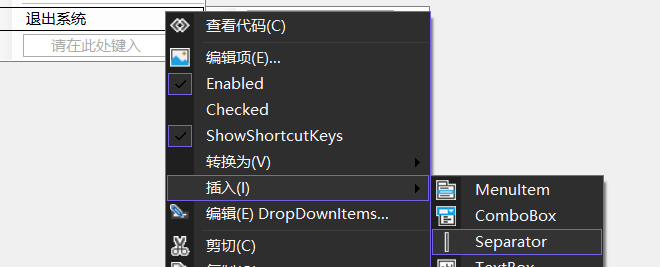 退出系统
请在此处键入
查看代码(C)
编辑项(E)...
Enabled
Checked
ShowShortcutKeys
转换为(V)
插入(I)
编辑(E) DropDownItems...
剪切(C)
MenuItem
ComboBox
Separator
TextBox